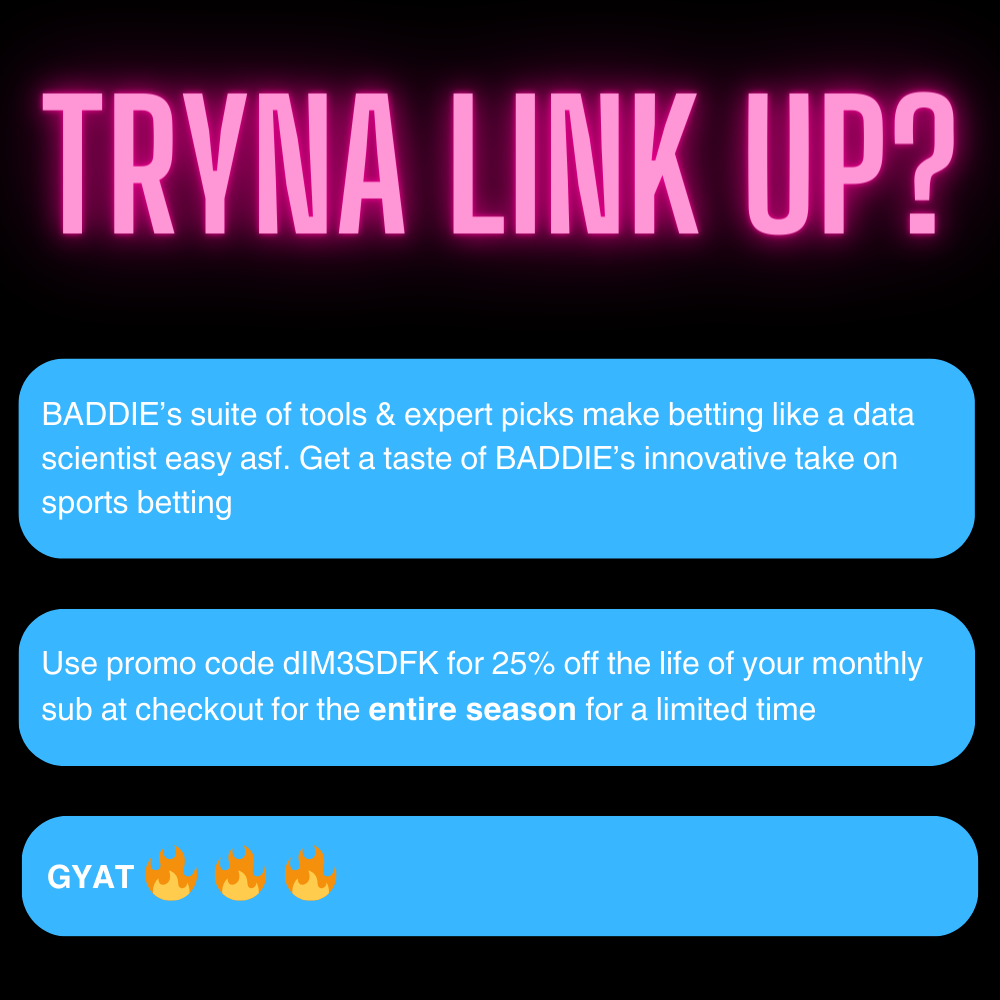 TRYNA LINK UP?
BADDIE’s suite of tools & expert picks make betting like a data
scientist easy asf. Get a taste of BADDIE’s innovative take on
sports betting
Use promo code dIM3SDFK for 25% off the life of your monthly
sub at checkout for the entire season for a limited time
GYAT 🔥 🔥 🔥